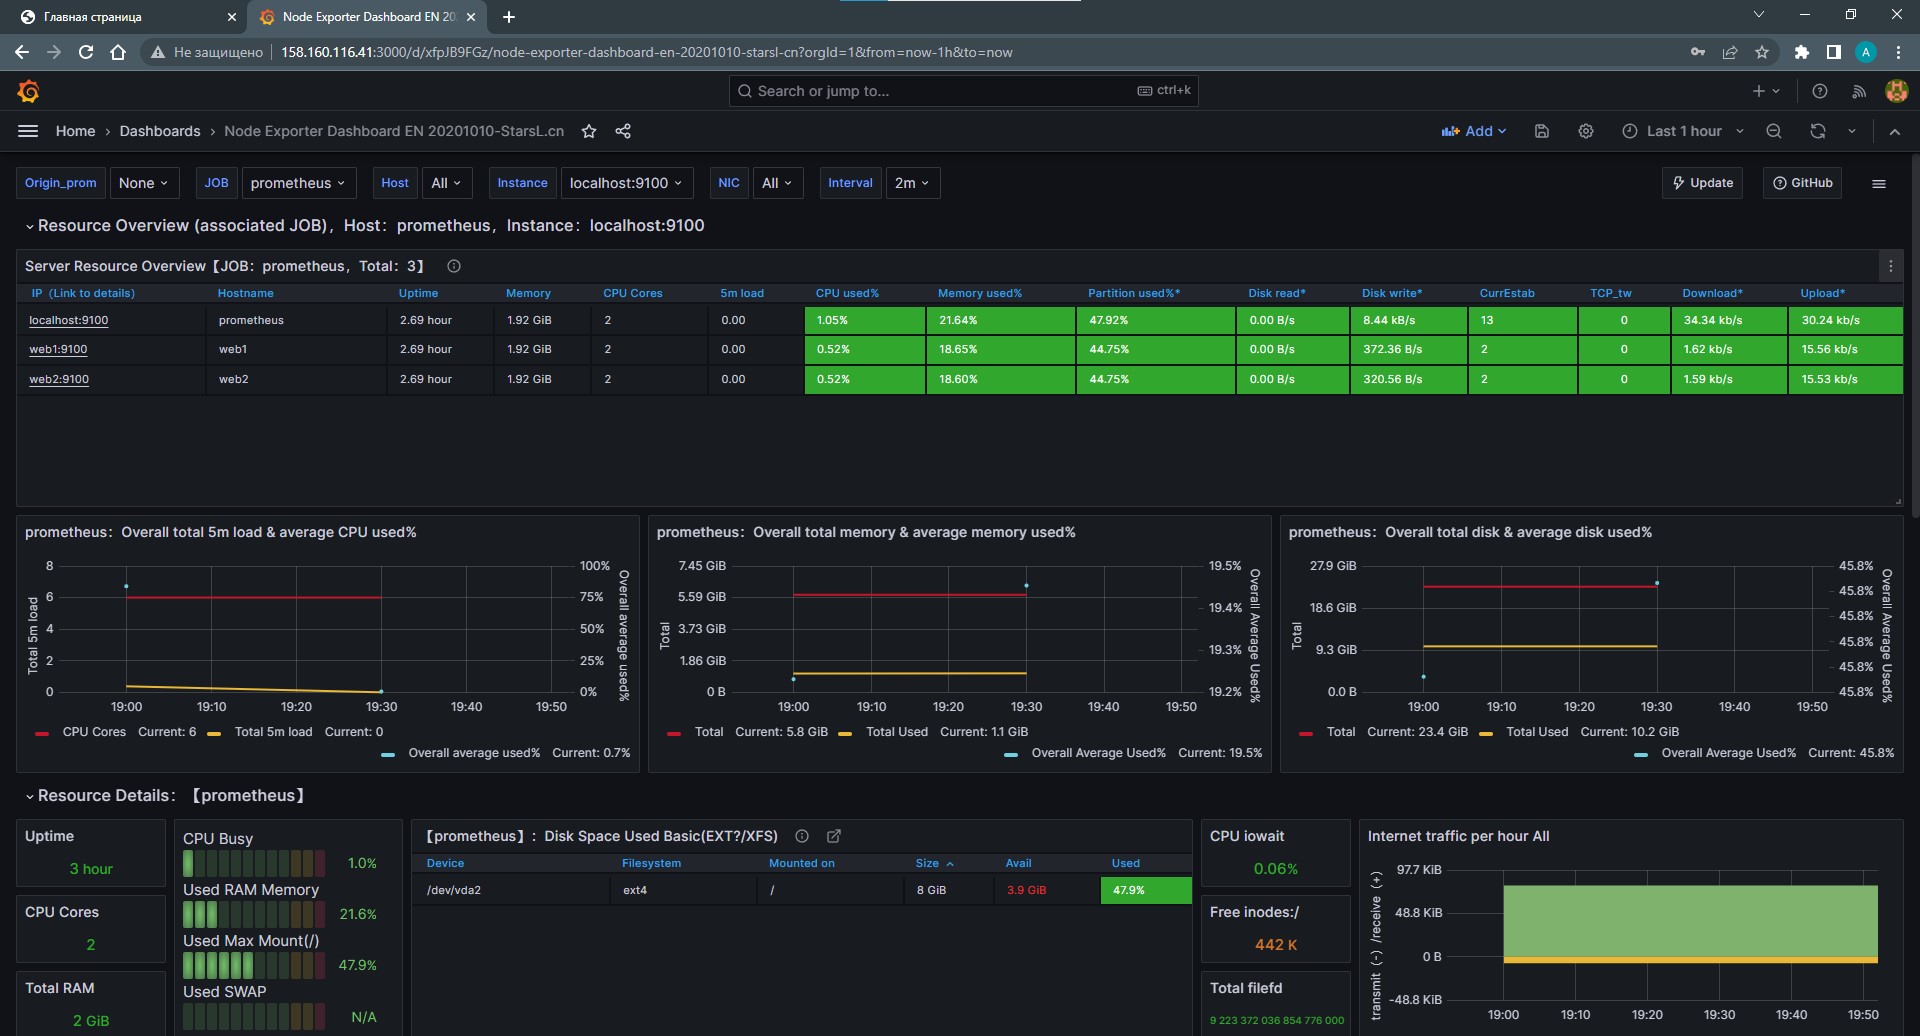 Главная страница
Node Exporter Dashboard EN 20
Не защищено
158.160.116.41:3000/d/xfpJB9FGz/node-exporter-dashboard-en-20201010-starsl-cn?orgId=1&from=now-1h&to=now
A
Search or jump to...
ctrl+k
Home › Dashboards › Node Exporter Dashboard EN 20201010-StarsL.cn
Add
Last 1 hour
Origin_prom None JOB prometheus Host All Instance localhost:9100 NIC All Interval 2m
Update
GitHub
Resource Overview (associated JOB)，Host：prometheus，Instance：localhost:9100
Server Resource Overview【JOB：prometheus，Total：3】
IP（Link to details) Hostname Uptime Memory CPU Cores 5m load CPU used% Memory used% Partition used%* Disk read* Disk write* CurrEstab TCP_tw Download* Upload*
localhost:9100 prometheus 2.69 hour 1.92 GiB 2 0.00 1.05% 21.64% 47.92% 0.00 B/s 8.44 kB/s 13 0 34.34 kb/s 30.24 kb/s
web1:9100 web1 2.69 hour 1.92 GiB 2 0.00 0.52% 18.65% 44.75% 0.00 B/s 372.36 B/s 2 0 1.62 kb/s 15.56 kb/s
web2:9100 web2 2.69 hour 1.92 GiB 2 0.00 0.52% 18.60% 44.75% 0.00 B/s 320.56 B/s 2 0 1.59 kb/s 15.53 kb/s
prometheus：Overall total 5m load & average CPU used%
Total 5m load
8
6
4
2
0
100%
75%
50%
25%
0%
Overall average used%
19:00 19:10 19:20 19:30 19:40 19:50
CPU Cores Current: 6 Total 5m load Current: 0
Overall average used% Current: 0.7%
prometheus：Overall total memory & average memory used%
Total
7.45 GiB
5.59 GiB
3.73 GiB
1.86 GiB
0 B
19.5%
19.4%
19.3%
19.2%
Overall Average Used%
19:00 19:10 19:20 19:30 19:40 19:50
Total Current: 5.8 GiB Total Used Current: 1.1 GiB
Overall Average Used% Current: 19.5%
prometheus：Overall total disk & average disk used%
Total
27.9 GiB
18.6 GiB
9.3 GiB
0.0 B
45.8%
45.8%
45.8%
45.8%
45.8%
45.8%
Overall Average Used%
19:00 19:10 19:20 19:30 19:40 19:50
Total Current: 23.4 GiB Total Used Current: 10.2 GiB
Overall Average Used% Current: 45.8%
Resource Details：【prometheus】
Uptime
3 hour
CPU Cores
2
Total RAM
2 GiB
CPU Busy
1.0%
Used RAM Memory
21.6%
Used Max Mount(/)
47.9%
Used SWAP
N/A
【prometheus】：Disk Space Used Basic(EXT?/XFS)
Device Filesystem Mounted on Size Avail Used
/dev/vda2 ext4 / 8 GiB 3.9 GiB 47.9%
CPU iowait
0.06%
Free inodes:/
442 K
Total filefd
9 223 372 036 854 776 000
Internet traffic per hour All
transmit（-）/receive（+）
97.7 KiB
48.8 KiB
0 B
-48.8 KiB
19:00 19:10 19:20 19:30 19:40 19:50